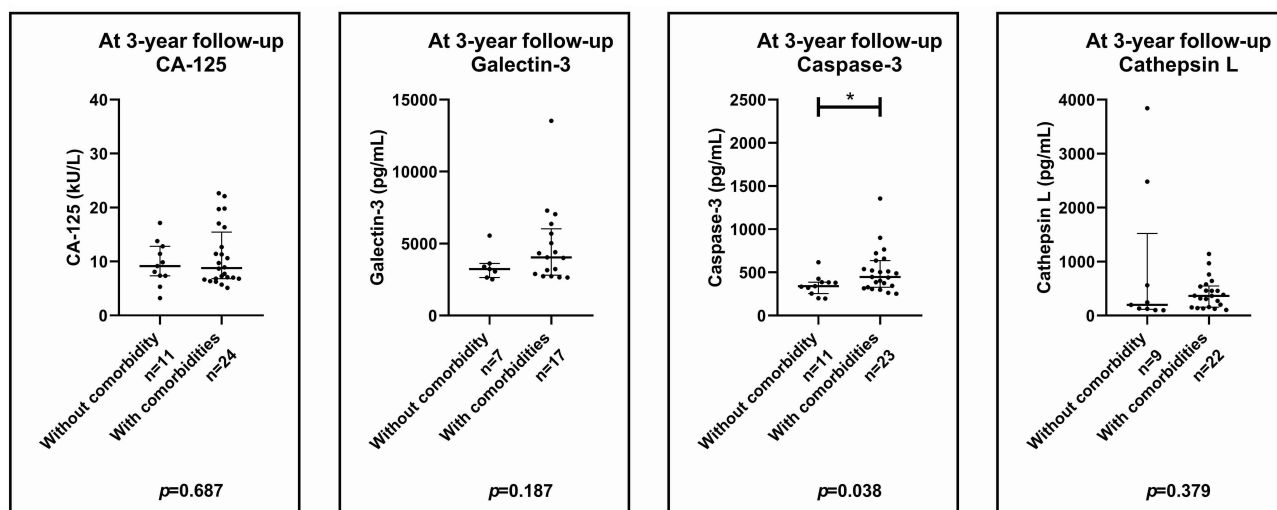 At 3-year follow-up
CA-125
40
30
20
10
0
CA-125 (kU/L)
Without comorbidity
n=11
With comorbidities
n=24
p=0.687
At 3-year follow-up
Galectin-3
15000
10000
5000
0
Galectin-3 (pg/mL)
Without comorbidity
n=7
With comorbidities
n=17
p=0.187
At 3-year follow-up
Caspase-3
2500
2000
1500
1000
500
0
Caspase-3 (pg/mL)
*
Without comorbidity
n=11
With comorbidities
n=23
p=0.038
At 3-year follow-up
Cathepsin L
4000
3000
2000
1000
0
Cathepsin L (pg/mL)
Without comorbidity
n=9
With comorbidities
n=22
p=0.379